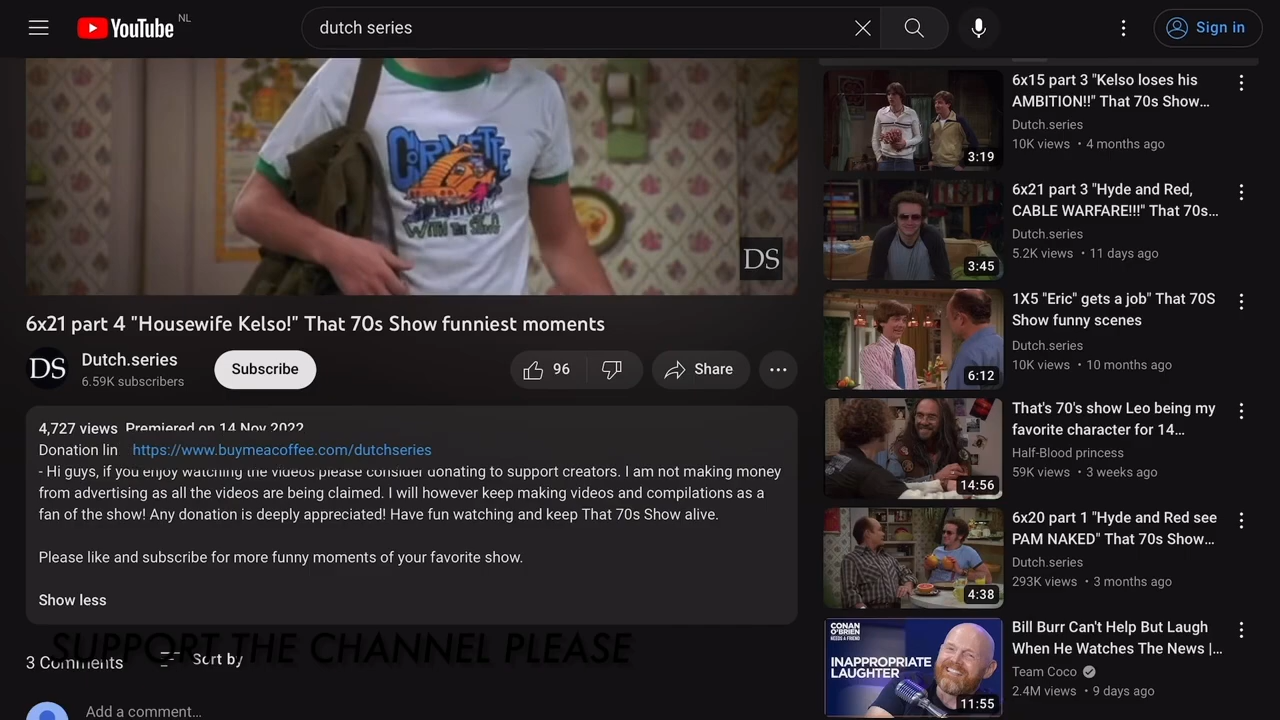 YouTube NL
dutch series
Sign in
CORVETTE
WITH THE
DS
6x21 part 4 "Housewife Kelso!" That 70s Show funniest moments
DS
Dutch.series
6.59K subscribers
Subscribe
96
Share
4,727 views Premiered on 14 Nov 2022
Donation lin https://www.buymeacoffee.com/dutchseries
- Hi guys, if you enjoy watching the videos please consider donating to support creators. I am not making money
from advertising as all the videos are being claimed. I will however keep making videos and compilations as a
fan of the show! Any donation is deeply appreciated! Have fun watching and keep That 70s Show alive.
Please like and subscribe for more funny moments of your favorite show.
Show less
SUPPORT THE CHANNEL PLEASE
3 Comments
Sort by
Add a comment...
6x15 part 3 "Kelso loses his
AMBITION!!" That 70s Show...
Dutch.series
10K views • 4 months ago
3:19
6x21 part 3 "Hyde and Red,
CABLE WARFARE!!!" That 70s...
Dutch.series
5.2K views • 11 days ago
3:45
1X5 "Eric" gets a job" That 70S
Show funny scenes
Dutch.series
10K views • 10 months ago
6:12
That's 70's show Leo being my
favorite character for 14...
Half-Blood princess
59K views • 3 weeks ago
14:56
6x20 part 1 "Hyde and Red see
PAM NAKED" That 70s Show...
Dutch.series
293K views • 3 months ago
4:38
Bill Burr Can't Help But Laugh
When He Watches The News |...
Team Coco
2.4M views • 9 days ago
CONAN
O'BRIEN
NEEDS A FRIEND
INAPPROPRIATE
LAUGHTER
11:55